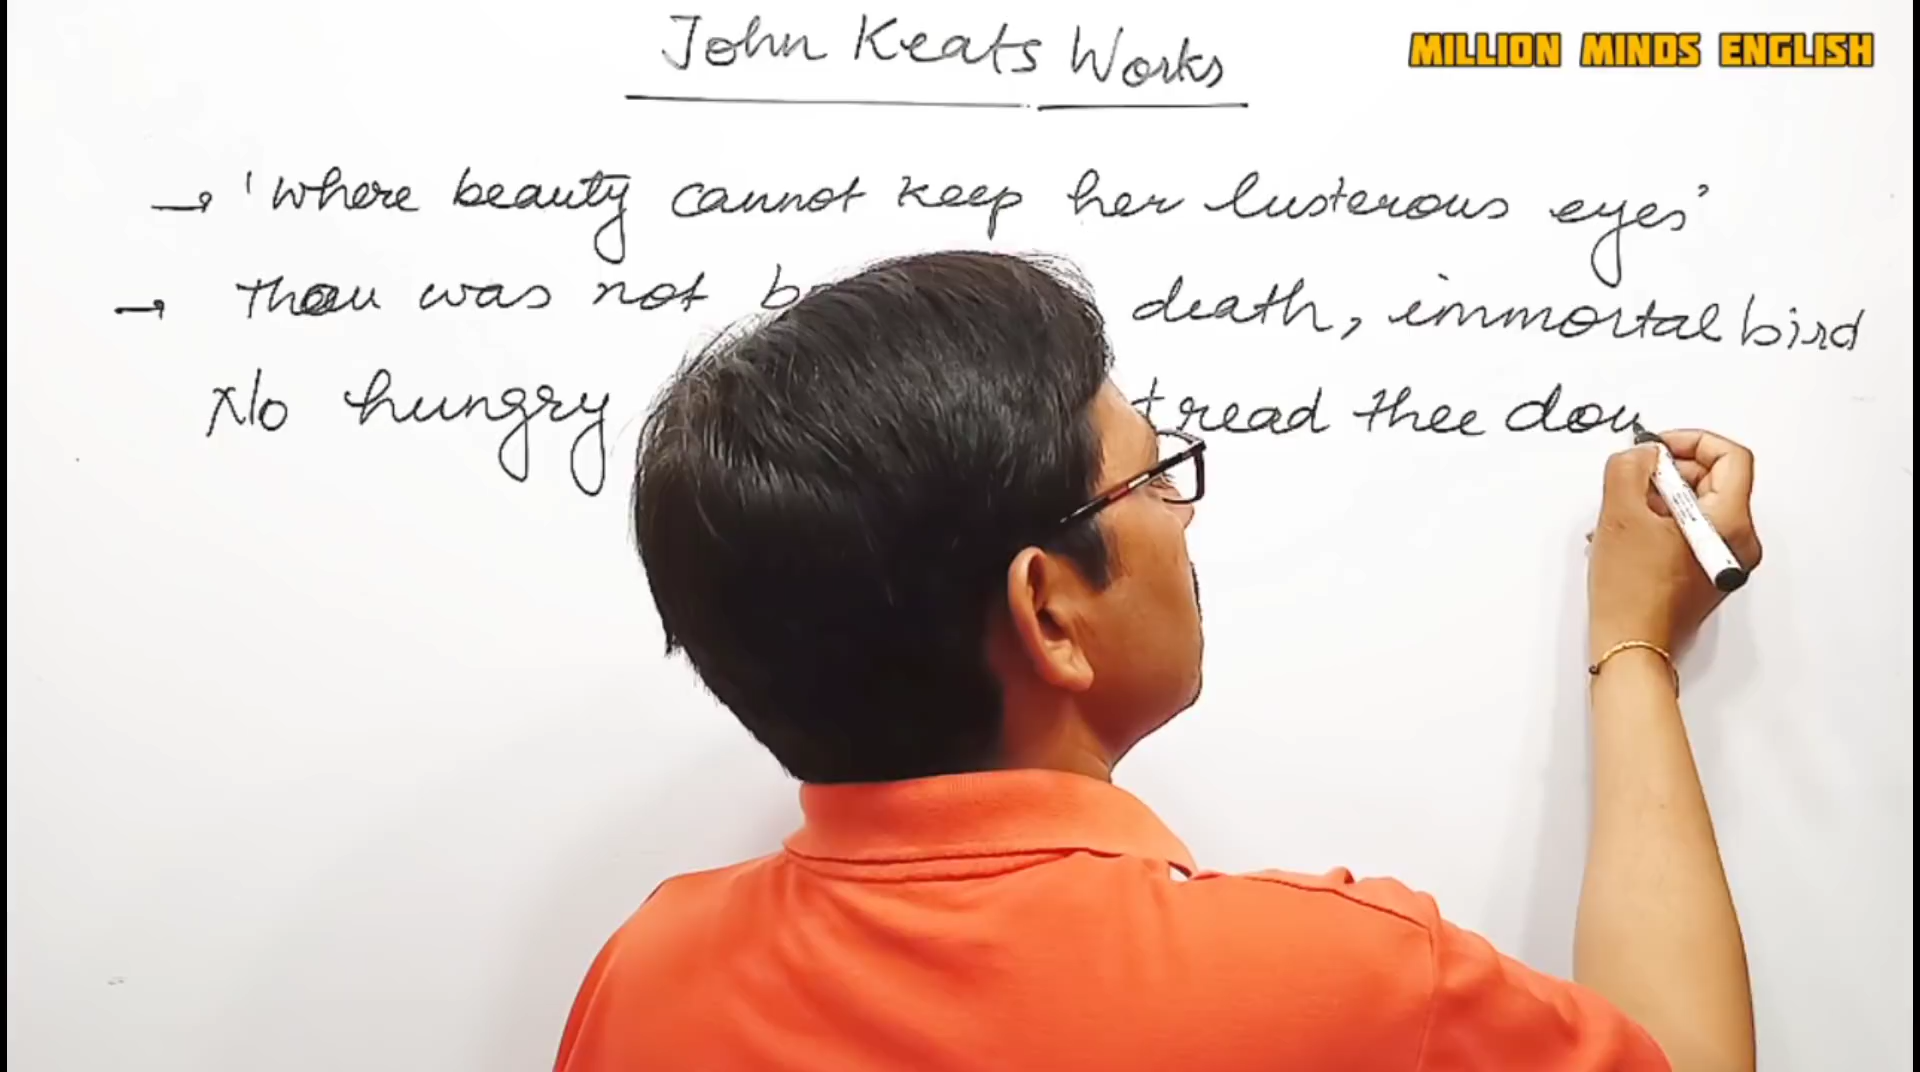 John Keats Works
MILLION MINDS ENGLISH
→ 'where beauty cannot keep her lusterous eyes'
→ Thou was not death, immortal bird
No hungry tread thee dow